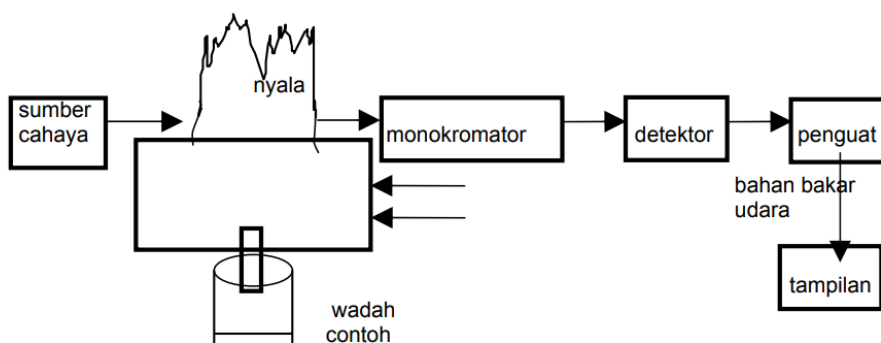 nyala
sumber
cahaya
monokromator
detektor
penguat
bahan bakar
udara
tampilan
wadah
contoh